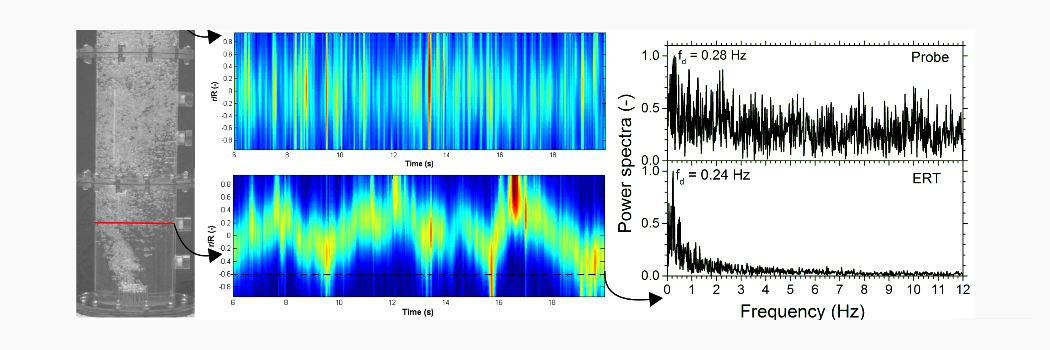 0.8
0.6
0.4
0.2
0
-0.2
-0.4
-0.6
-0.8
r/R (-)
6 8 10 12 14 16 18
Time (s)
0.8
0.6
0.4
0.2
0
-0.2
-0.4
-0.6
-0.8
r/R (-)
6 8 10 12 14 16 18
Time (s)
Power spectra (-)
1.0
0.5
0.0
fd = 0.28 Hz
Probe
1.0
0.5
0.0
fd = 0.24 Hz
ERT
0 1 2 3 4 5 6 7 8 9 10 11 12
Frequency (Hz)